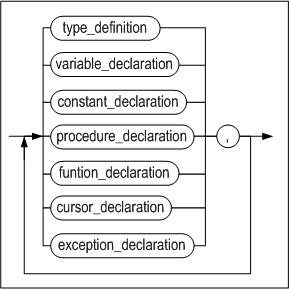 type_definition
variable_declaration
constant_declaration
procedure_declaration
,
funtion_declaration
cursor_declaration
exception_declaration